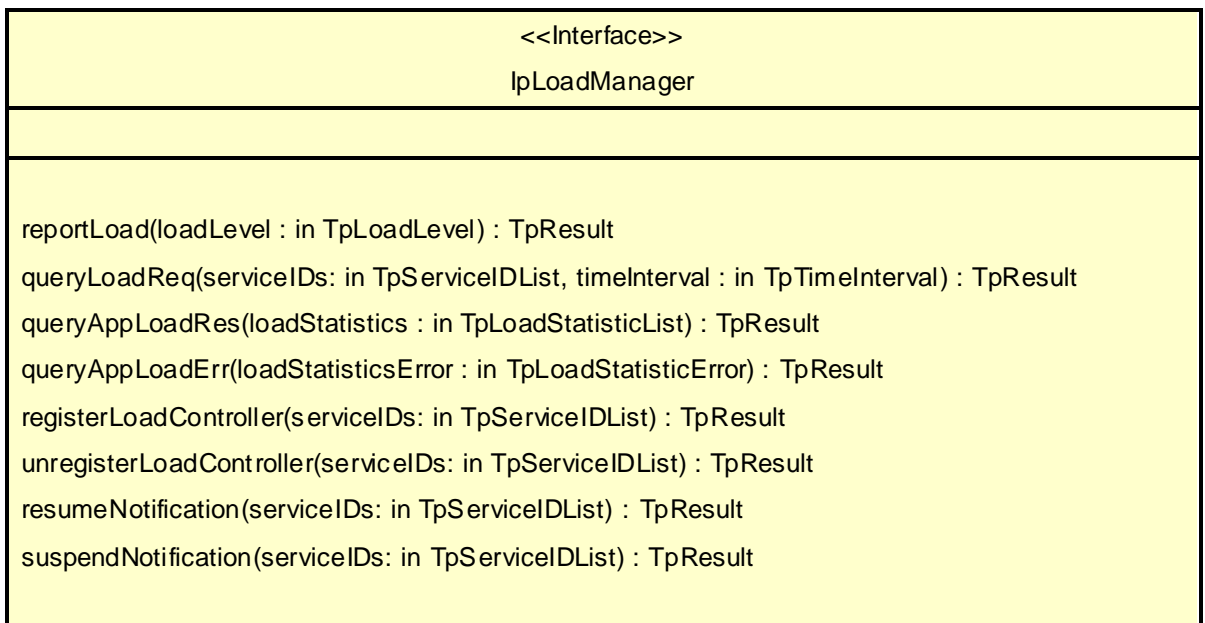 <<Interface>>
IpLoadManager
reportLoad(loadLevel : in TpLoadLevel) : TpResult
queryLoadReq(serviceIDs: in TpServiceIDList, timeInterval : in TpTimeInterval) : TpResult
queryAppLoadRes(loadStatistics : in TpLoadStatisticList) : TpResult
queryAppLoadErr(loadStatisticsError : in TpLoadStatisticError) : TpResult
registerLoadController(serviceIDs: in TpServiceIDList) : TpResult
unregisterLoadController(serviceIDs: in TpServiceIDList) : TpResult
resumeNotification(serviceIDs: in TpServiceIDList) : TpResult
suspendNotification(serviceIDs: in TpServiceIDList) : TpResult